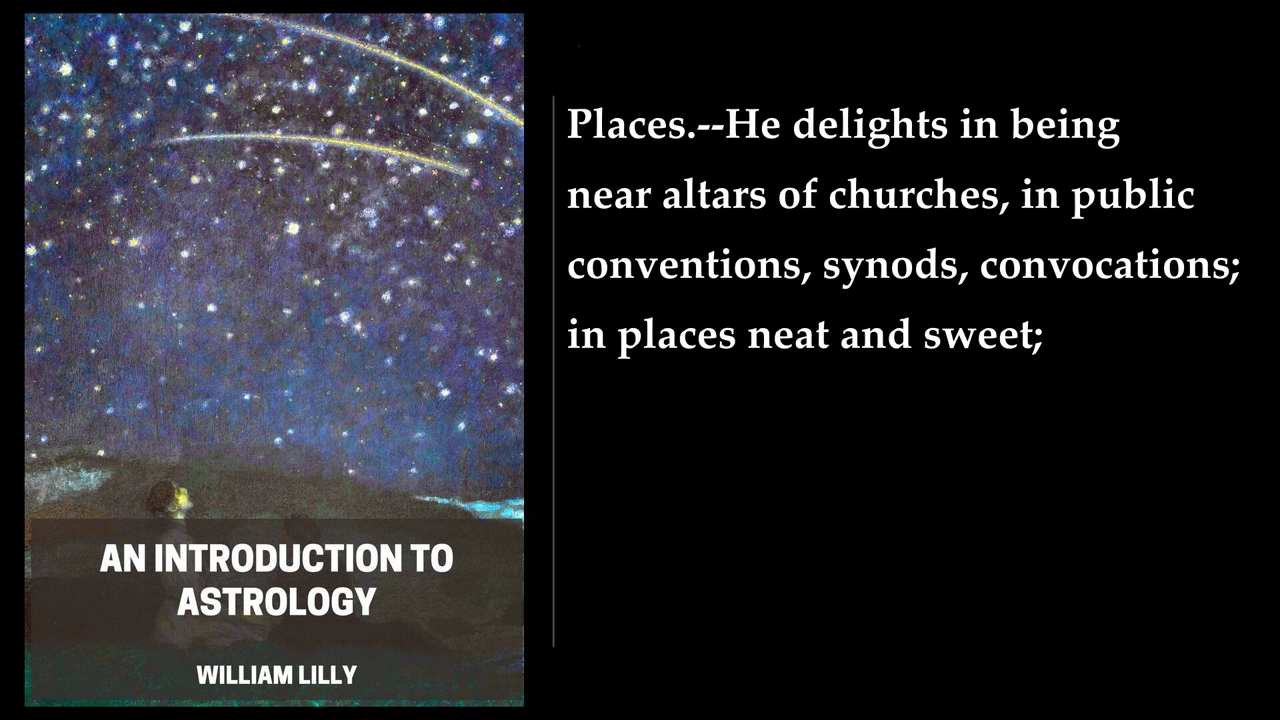 AN INTRODUCTION TO
ASTROLOGY
WILLIAM LILLY
Places.--He delights in being
near altars of churches, in public
conventions, synods, convocations;
in places neat and sweet;